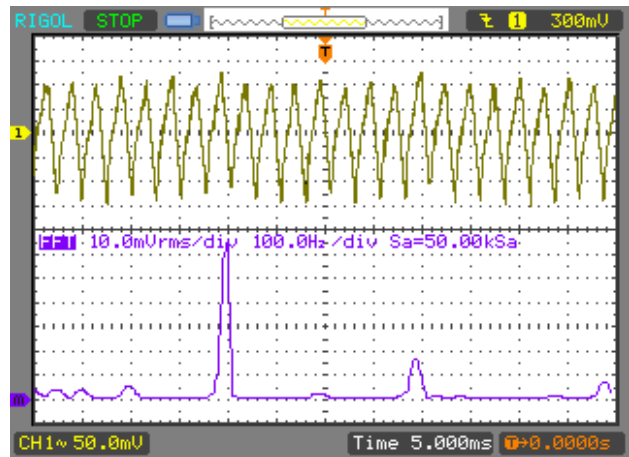 RIGOL STOP T 1 300mV
T
1
FFT 10.0mVrms/div 100.0Hz/div Sa=50.00kSa
m
CH1~ 50.0mV Time 5.000ms T→0.0000s